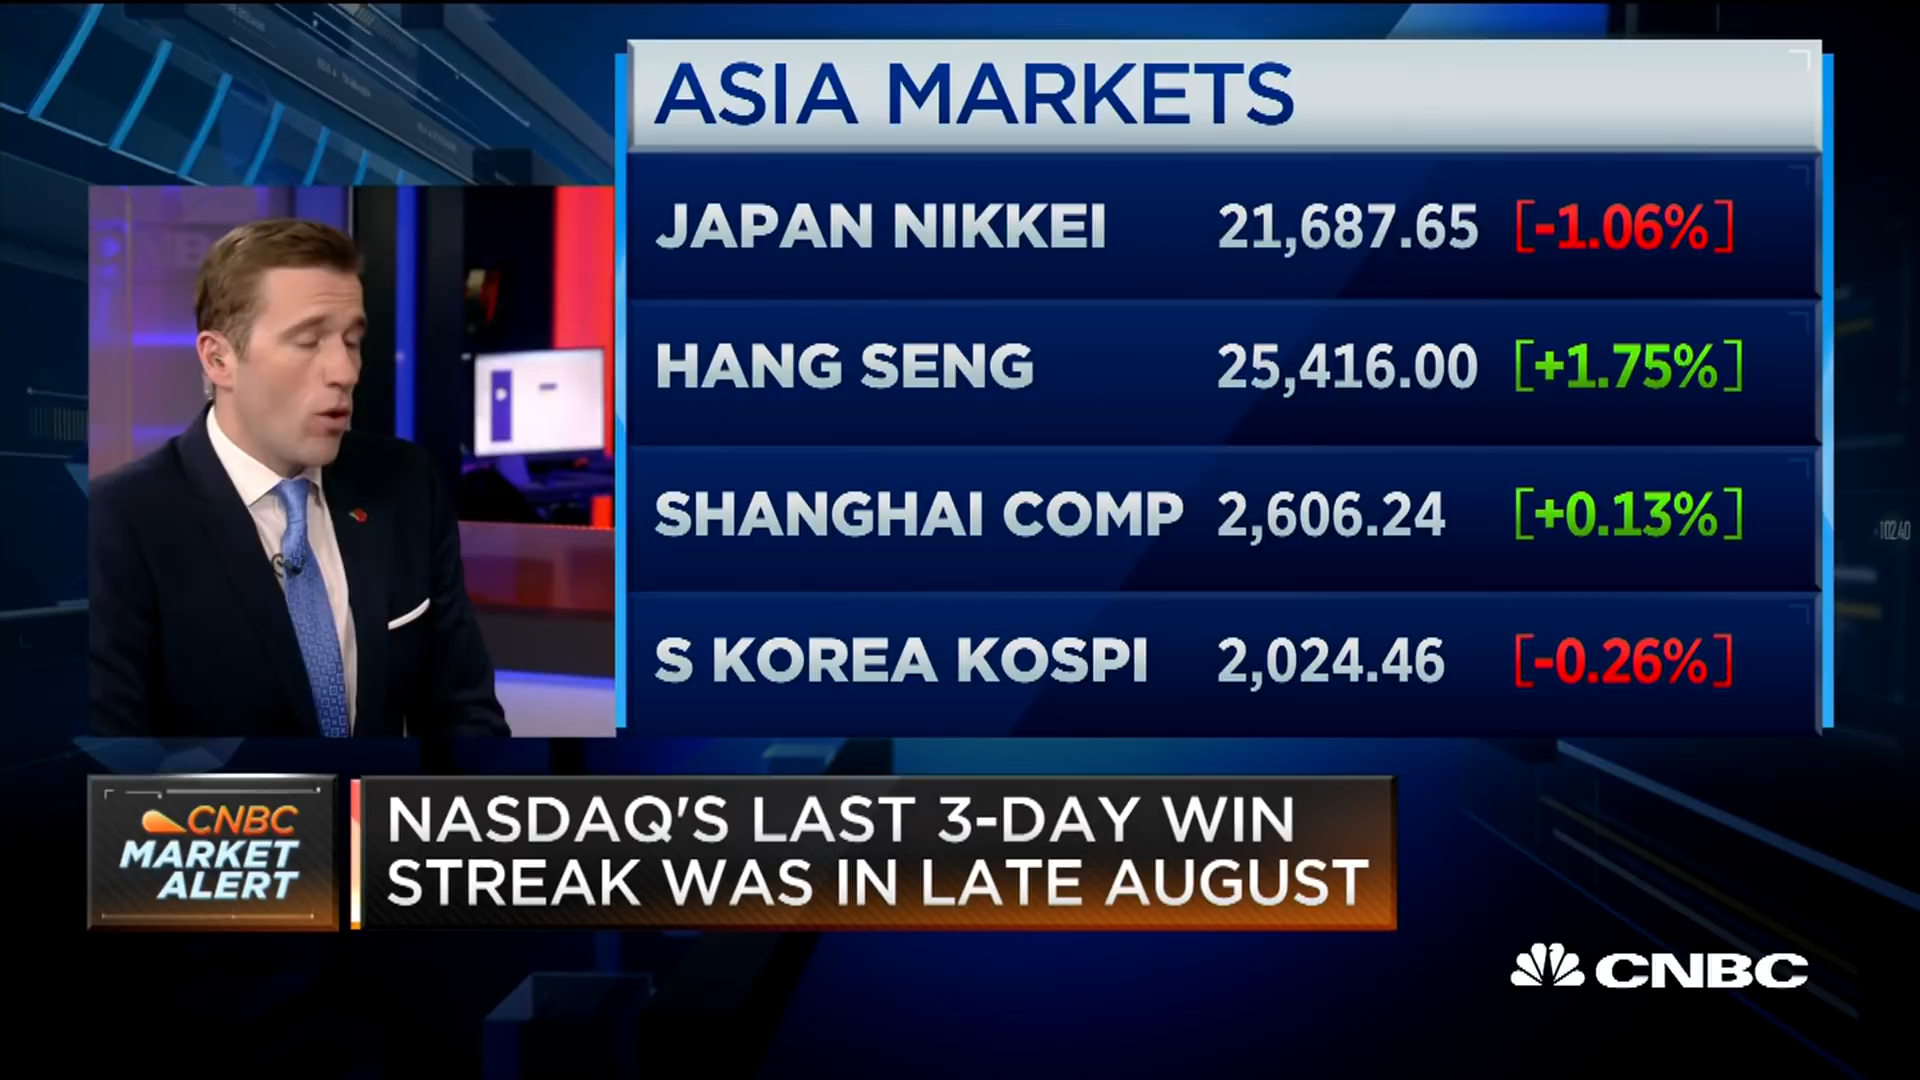 ASIA MARKETS
JAPAN NIKKEI 21,687.65 [-1.06%]
HANG SENG 25,416.00 [+1.75%]
SHANGHAI COMP 2,606.24 [+0.13%]
S KOREA KOSPI 2,024.46 [-0.26%]
CNBC
MARKET
ALERT
NASDAQ'S LAST 3-DAY WIN
STREAK WAS IN LATE AUGUST
CNBC